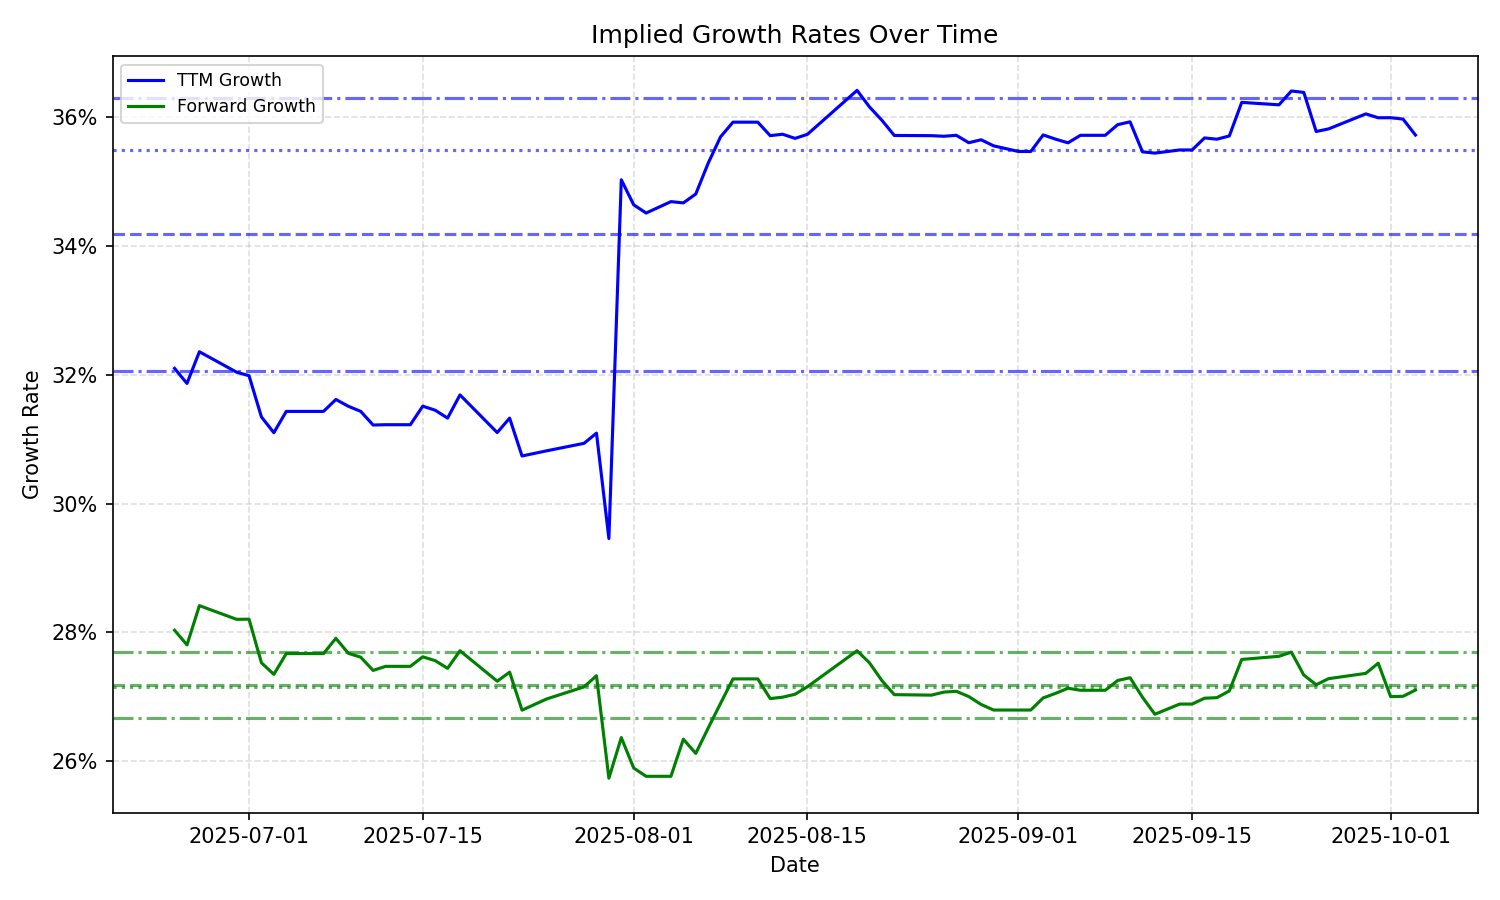 Implied Growth Rates Over Time
TTM Growth
Forward Growth
36%
34%
32%
30%
28%
26%
Growth Rate
2025-07-01
2025-07-15
2025-08-01
2025-08-15
2025-09-01
2025-09-15
2025-10-01
Date